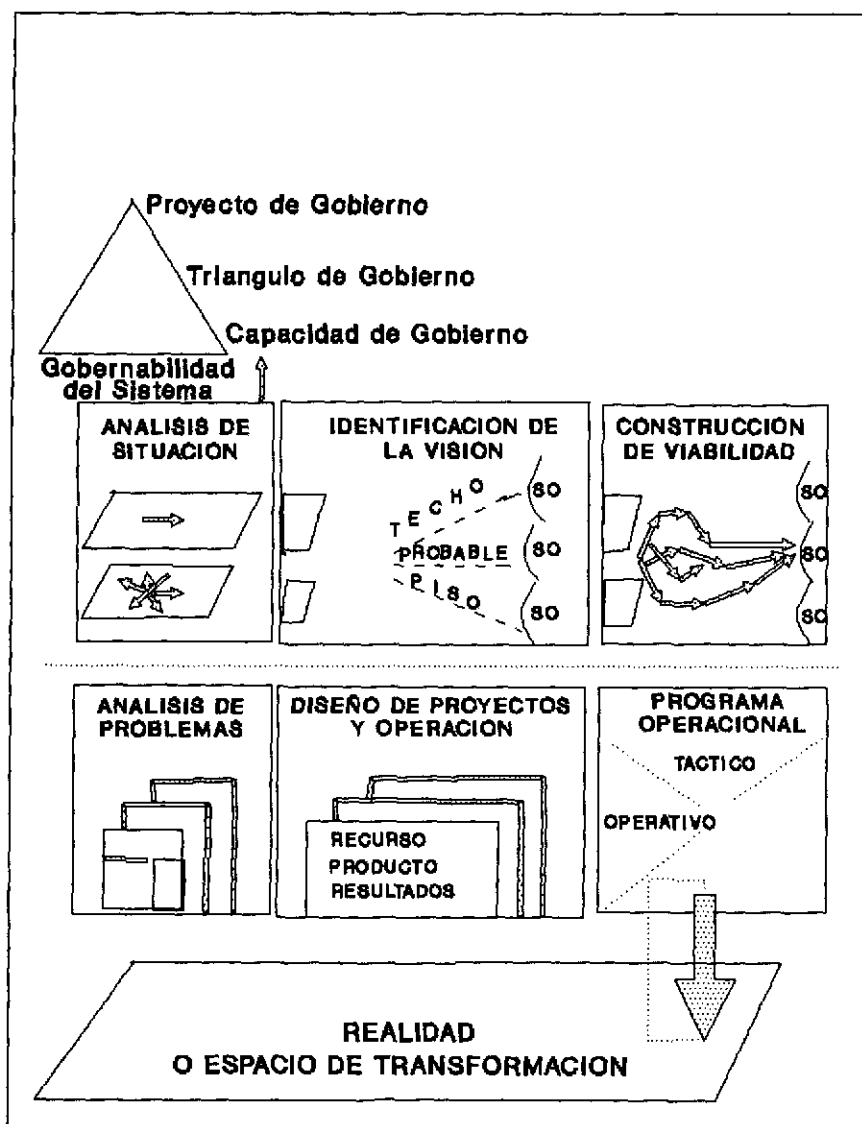 Proyecto de Gobierno
Triangulo de Gobierno
Capacidad de Gobierno
Gobernabilidad
del Sistema
ANALISIS DE
SITUACION
IDENTIFICACION DE
LA VISION
TECHO
SO
PROBABLE
SO
PISO
SO
CONSTRUCCION
DE VIABILIDAD
SO
SO
SO
ANALISIS DE
PROBLEMAS
DISEÑO DE PROYECTOS
Y OPERACION
RECURSO
PRODUCTO
RESULTADOS
PROGRAMA
OPERACIONAL
TACTICO
OPERATIVO
REALIDAD
O ESPACIO DE TRANSFORMACION